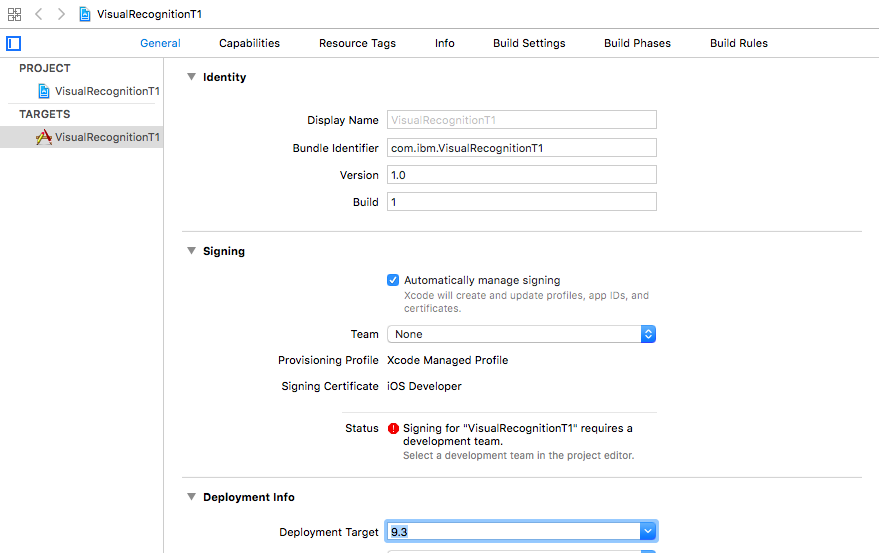 VisualRecognitionT1
General Capabilities Resource Tags Info Build Settings Build Phases Build Rules
PROJECT
VisualRecognitionT1
TARGETS
VisualRecognitionT1
Identity
Display Name VisualRecognitionT1
Bundle Identifier com.ibm.VisualRecognitionT1
Version 1.0
Build 1
Signing
Automatically manage signing
Xcode will create and update profiles, app IDs, and
certificates.
Team None
Provisioning Profile Xcode Managed Profile
Signing Certificate iOS Developer
Status Signing for "VisualRecognitionT1" requires a
development team.
Select a development team in the project editor.
Deployment Info
Deployment Target 9.3